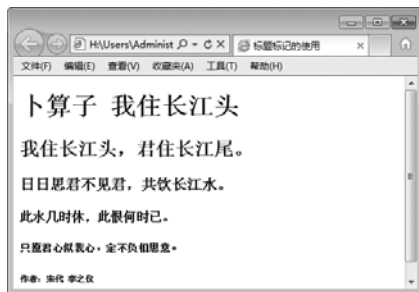 H:\Users\Administ
标题标记的使用
文件(F) 编辑(E) 查看(V) 收藏夹(A) 工具(T) 帮助(H)
卜算子 我住长江头
我住长江头，君住长江尾。
日日思君不见君，共饮长江水。
此水几时休，此恨何时已。
只愿君心似我心，定不负相思意。
作者：宋代 李之仪